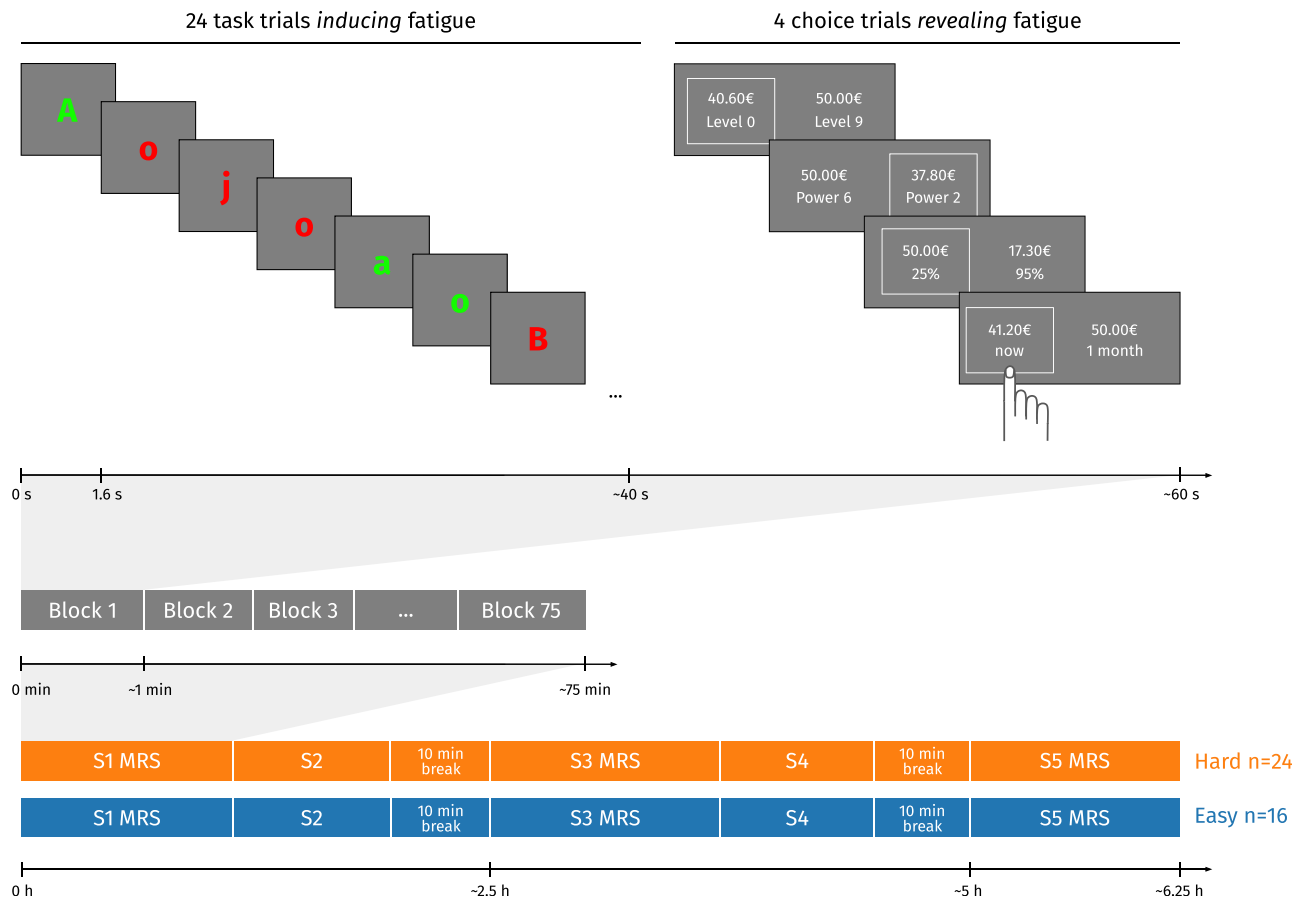 24 task trials inducing fatigue
4 choice trials revealing fatigue
A
o
j
o
a
o
B
...
40.60€
Level 0
50.00€
Level 9
50.00€
Power 6
37.80€
Power 2
50.00€
25%
17.30€
95%
41.20€
now
50.00€
1 month
0 s
1.6 s
~40 s
~60 s
Block 1
Block 2
Block 3
...
Block 75
0 min
~1 min
~75 min
S1 MRS
S2
10 min
break
S3 MRS
S4
10 min
break
S5 MRS
Hard n=24
S1 MRS
S2
10 min
break
S3 MRS
S4
10 min
break
S5 MRS
Easy n=16
0 h
~2.5 h
~5 h
~6.25 h